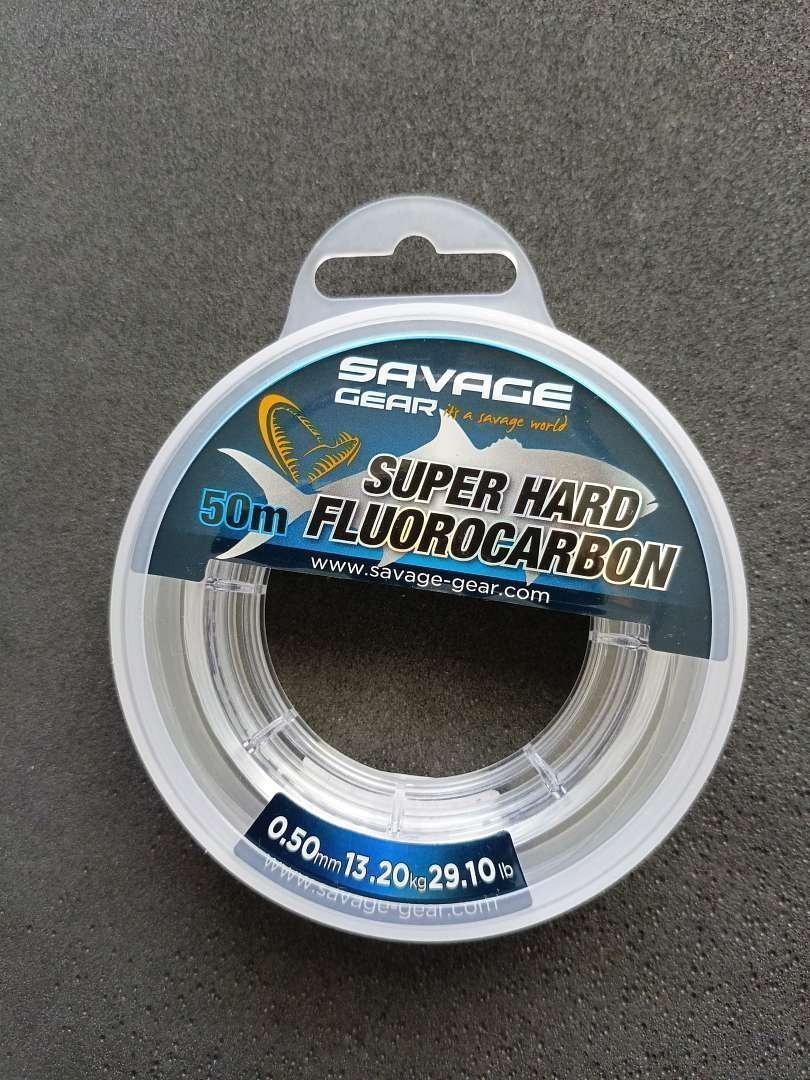 SAVAGE
GEAR it's a savage world
SUPER HARD
50m FLUOROCARBON
www.savage-gear.com
0.50mm 13.20kg 29.10lb
www.savage-gear.com